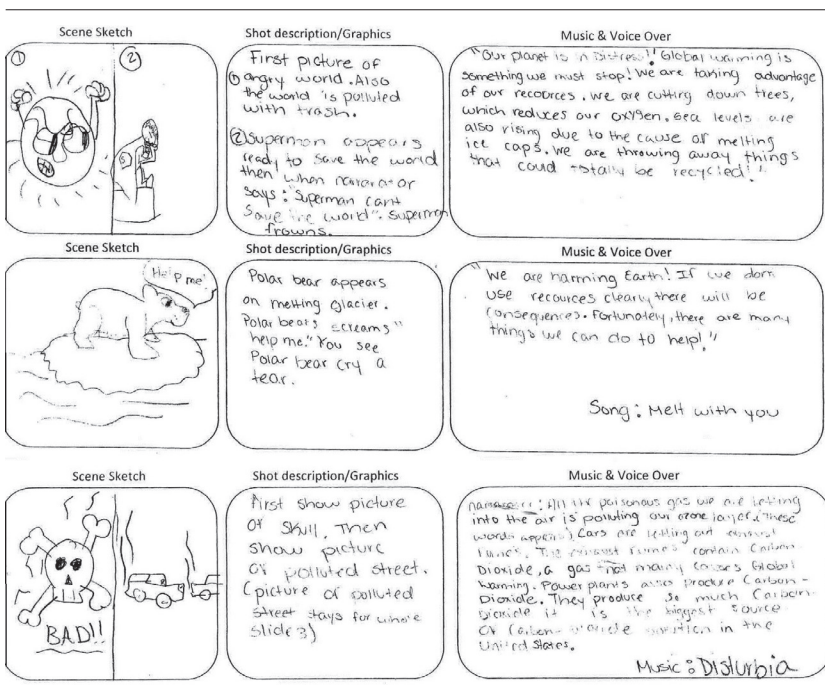 Scene Sketch
Shot description/Graphics
Music & Voice Over
①
②
First picture of
① angry world. Also
the world is polluted
with trash.
② Superman appears
ready to save the world
then when nararator
says: "Superman cant
Save the world". Superman
frowns.
"Our planet is in Distress!! Global warming is
something we must stop! We are taking advantage
of our recources. We are cutting down trees,
which reduces our oxygen. Sea levels are
also rising due to the cause of melting
ice caps. We are throwing away things
that coud totally be recycled!"
Scene Sketch
Shot description/Graphics
Music & Voice Over
Help me!
Polar bear appears
on melting glacier.
Polar bears screams "
help me." You see
Polar bear cry a
tear.
"We are harming Earth! If we dont
use recources clearly, there will be
consequences. Fortunately, there are many
things we can do to help!"
Song: Melt with you
Scene Sketch
Shot description/Graphics
Music & Voice Over
BAD!!
First show picture
of skull, Then
show picture
of polluted street.
(picture of polluted
street stays for whole
slide 3)
: All the poisonous gas we are letting
into the air is polluting our ozone layer. (These
words appear) Cars are letting out
fumes. The exhaust fumes contain Carbon-
Dioxide, a gas that mainly causes Global
Warming. Power plants also produce Carbon-
Dioxide. They produce so much Carbon-
Dioxide it is the biggest source
of Carbon-Dioxide in the
United States.
Music: Disturbia